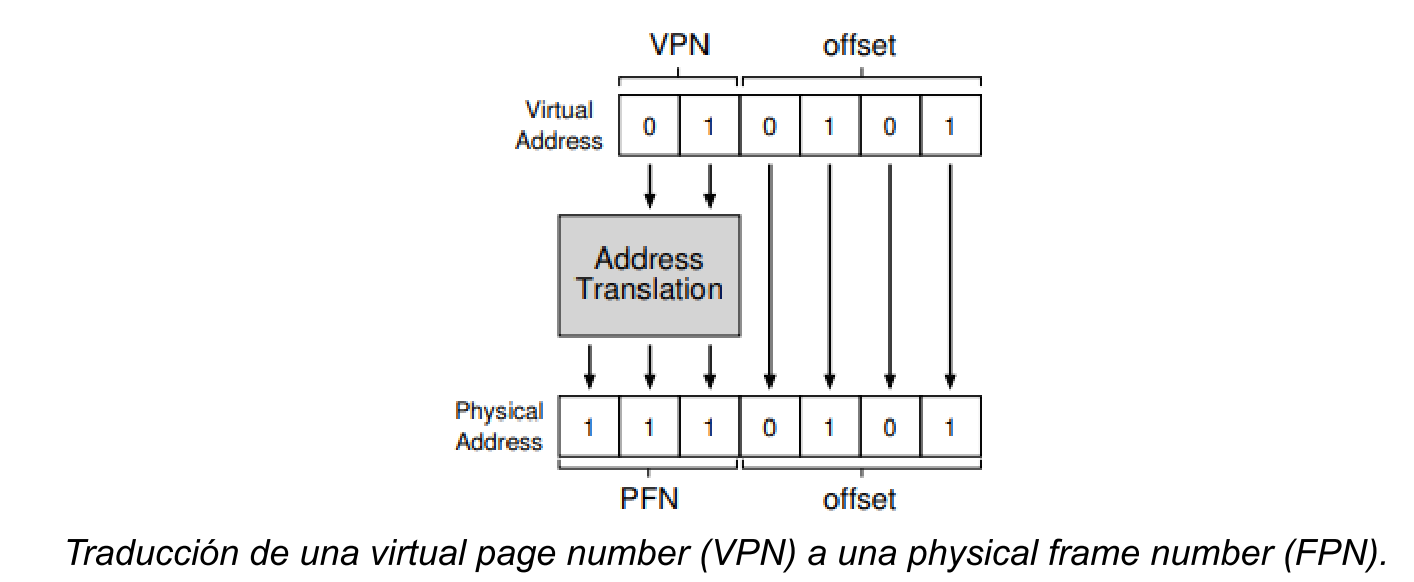 VPN offset
Virtual
Address
0 1 0 1 0 1
Address
Translation
Physical
Address
1 1 1 0 1 0 1
PFN offset
Traducción de una virtual page number (VPN) a una physical frame number (FPN).